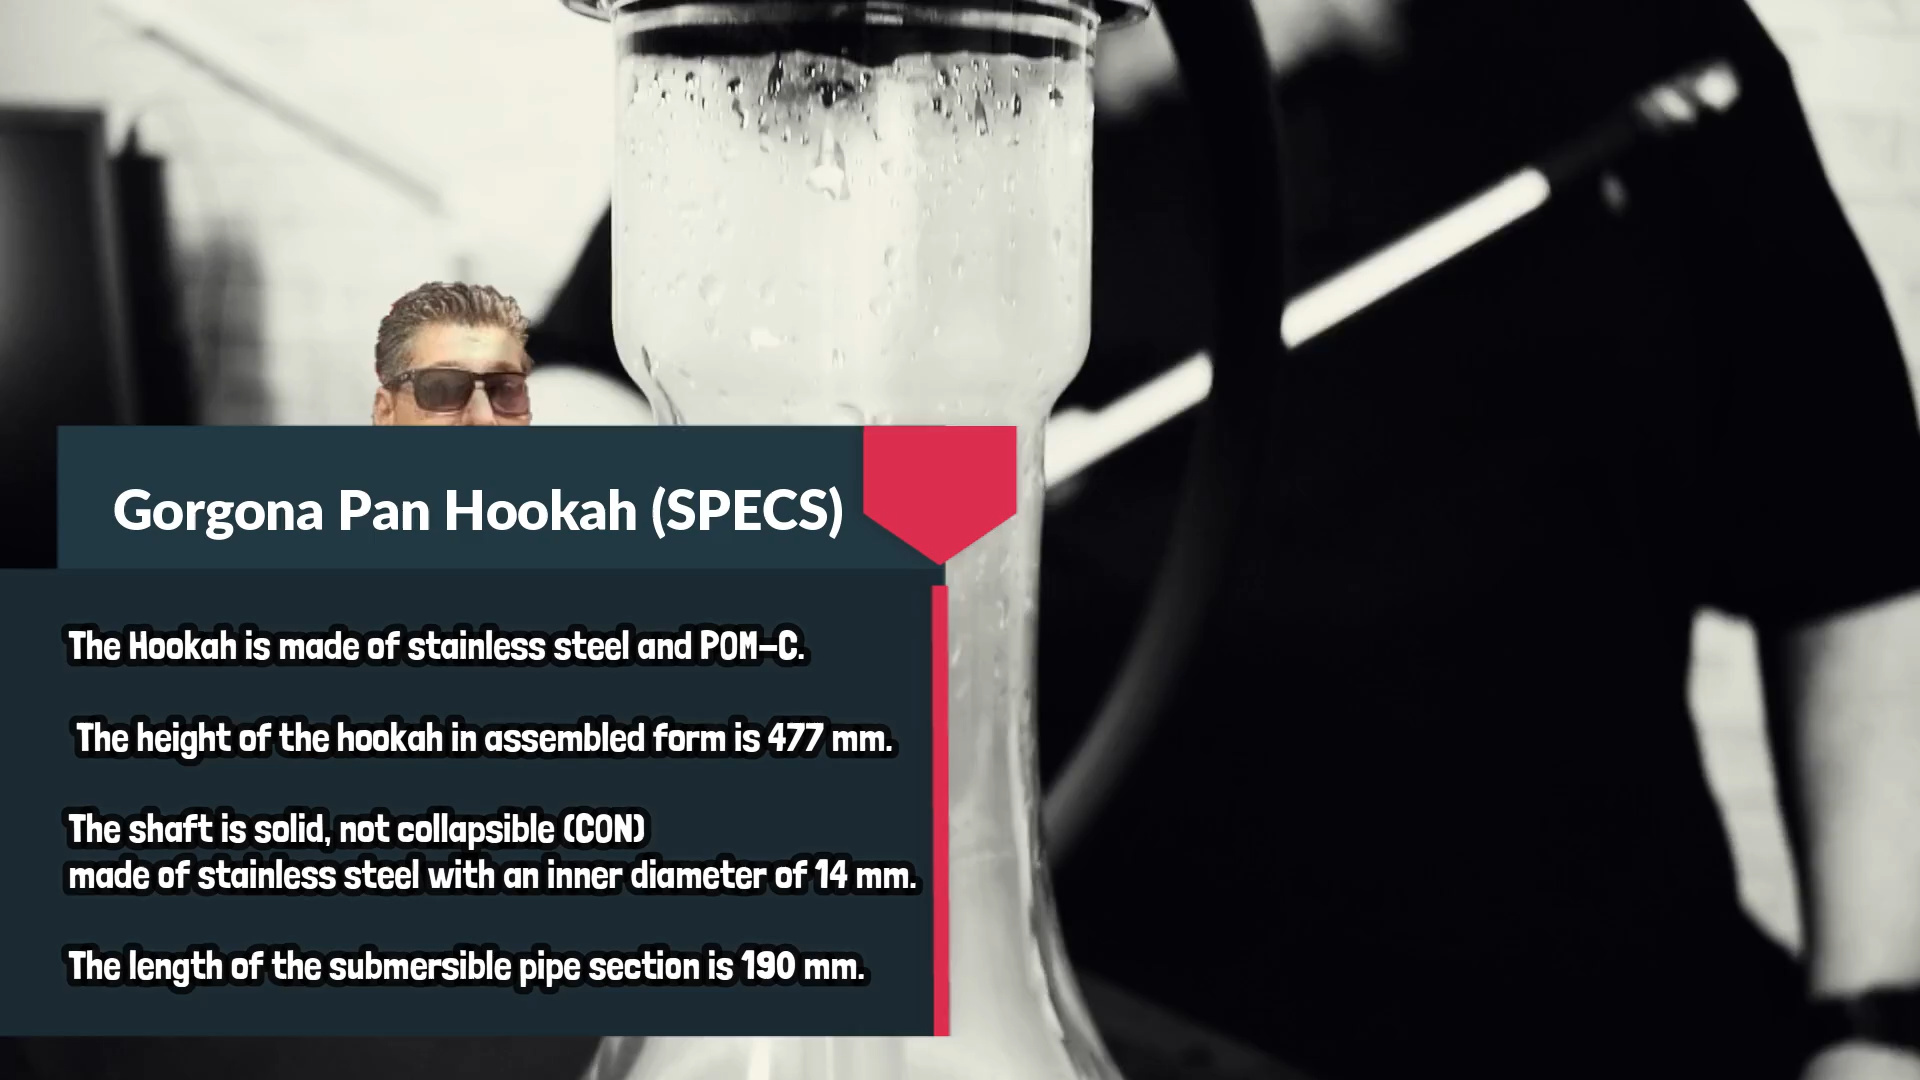 Gorgona Pan Hookah (SPECS)
The Hookah is made of stainless steel and POM-C.
The height of the hookah in assembled form is 477 mm.
The shaft is solid, not collapsible (CON)
made of stainless steel with an inner diameter of 14 mm.
The length of the submersible pipe section is 190 mm.